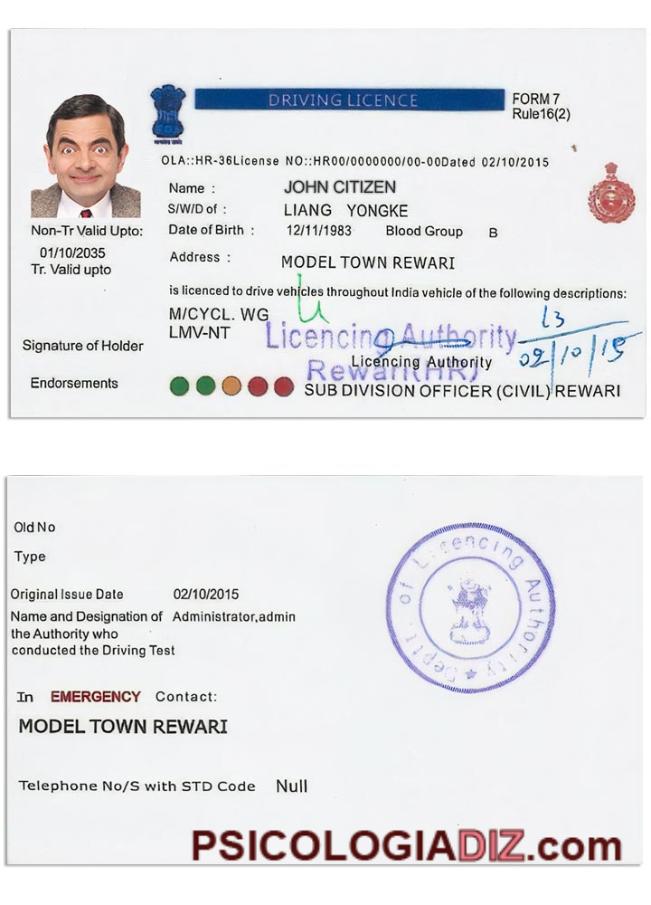 DRIVING LICENCE
FORM 7
Rule16(2)
OLA::HR-36License NO::HR00/0000000/00-00Dated 02/10/2015
Name : JOHN CITIZEN
S/W/D of : LIANG YONGKE
Non-Tr Valid Upto: Date of Birth : 12/11/1983 Blood Group B
01/10/2035
Tr. Valid upto
Address : MODEL TOWN REWARI
is licenced to drive vehicles throughout India vehicle of the following descriptions:
M/CYCL. WG
LMV-NT
Licencing Authority
13
Signature of Holder
Licencing Authority
02/10/15
Rewari(HR)
Endorsements
SUB DIVISION OFFICER (CIVIL) REWARI
Old No
Type
Original Issue Date 02/10/2015
Name and Designation of Administrator,admin
the Authority who
conducted the Driving Test
Deptt. of Licencing Authority
In EMERGENCY Contact:
MODEL TOWN REWARI
Telephone No/S with STD Code Null
PSICOLOGIADIZ.com